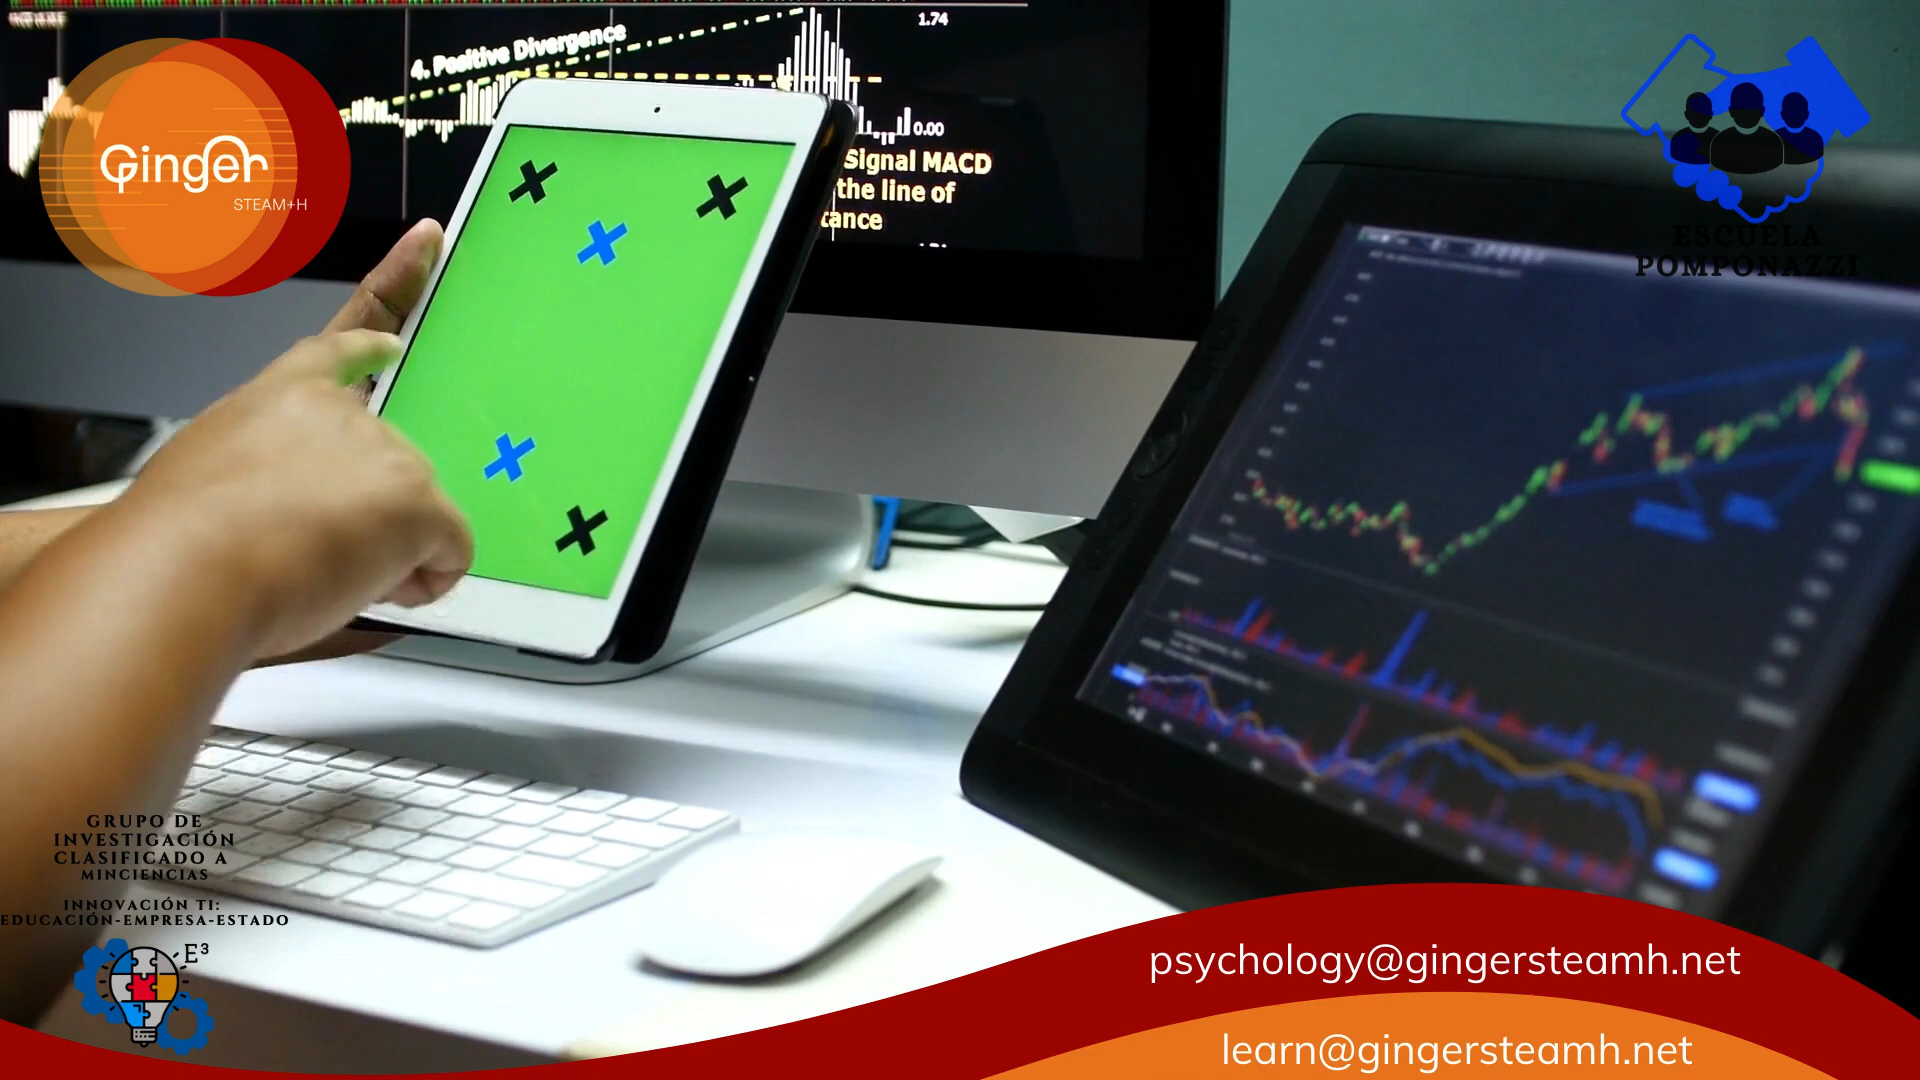 4. Positive Divergence
1.74
0.00
Signal MACD
the line of
tance
Ginger
STEAM+H
ESCUELA
POMPONAZZI
GRUPO DE
INVESTIGACIÓN
CLASIFICADO A
MINCIENCIAS
INNOVACIÓN TI:
EDUCACIÓN-EMPRESA-ESTADO
E³
psychology@gingersteamh.net
learn@gingersteamh.net